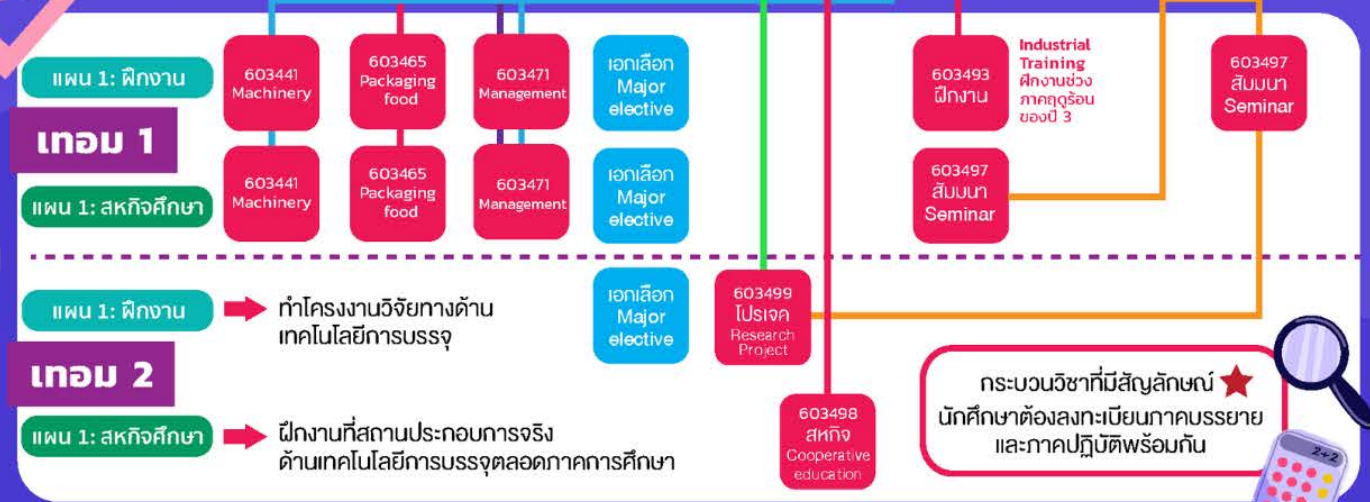 แผน 1: ฝึกงาน
603441
Machinery
603465
Packaging
food
603471
Management
เอกเลือก
Major
elective
603493
ฝึกงาน
Industrial
Training
ฝึกงานช่วง
ภาคฤดูร้อน
ของปี 3
603497
สัมมนา
Seminar
เทอม 1
แผน 1: สหกิจศึกษา
603441
Machinery
603465
Packaging
food
603471
Management
เอกเลือก
Major
elective
603497
สัมมนา
Seminar
แผน 1: ฝึกงาน
ทำโครงงานวิจัยทางด้าน
เทคโนโลยีการบรรจุ
เอกเลือก
Major
elective
603499
โปรเจค
Research
Project
เทอม 2
แผน 1: สหกิจศึกษา
ฝึกงานที่สถานประกอบการจริง
ด้านเทคโนโลยีการบรรจุตลอดภาคการศึกษา
603498
สหกิจ
Cooperative
education
กระบวนวิชาที่มีสัญลักษณ์
นักศึกษาต้องลงทะเบียนภาคบรรยาย
และภาคปฏิบัติพร้อมกัน
2+2